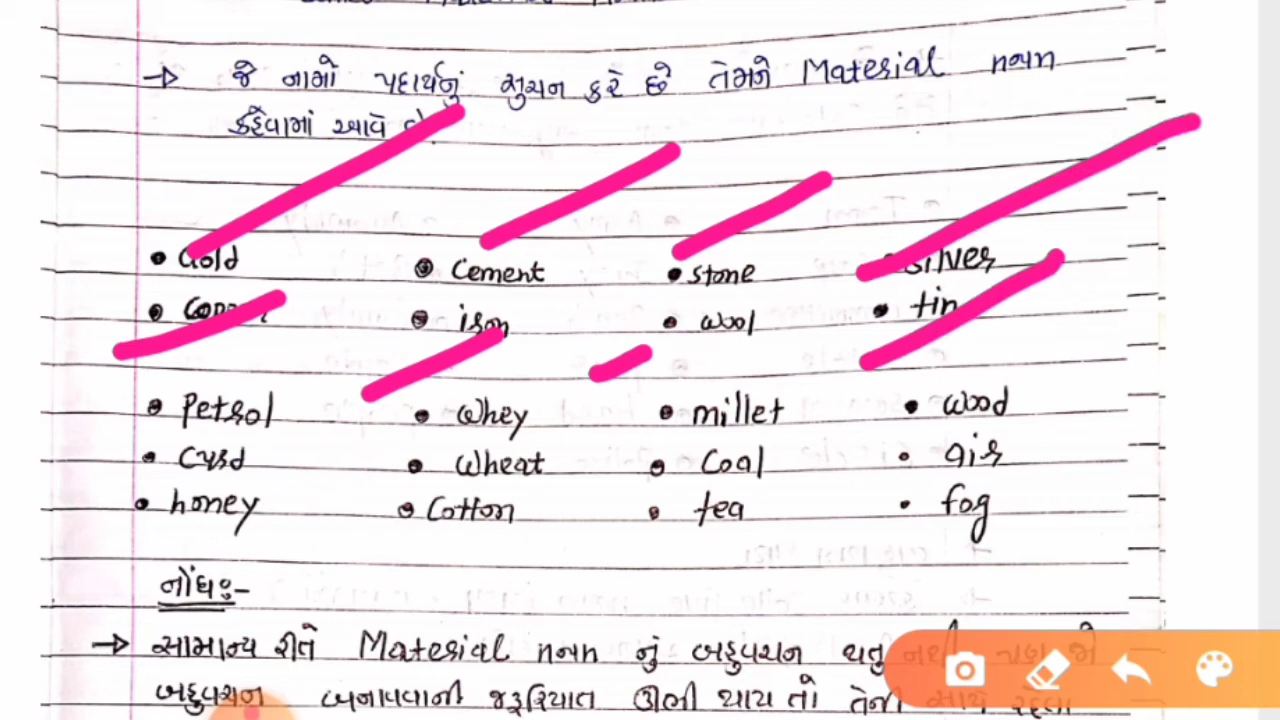 → જે નામો પદાર્થનું સુચન કરે છે તેમને Material noun
કહેવામાં આવે
• Gold • Cement • stone • silver
• iron • wool • tin
• Petrol • Whey • millet • wood
• Curd • Wheat • Coal • air
• honey • Cotton • tea • fog
નોંધઃ-
→ સામાન્ય રીતે Material noun નું બહુવચન થતુ નથી
બહુવચન બનાવવાની જરૂરિયાત ઊભી થાય તો તેની